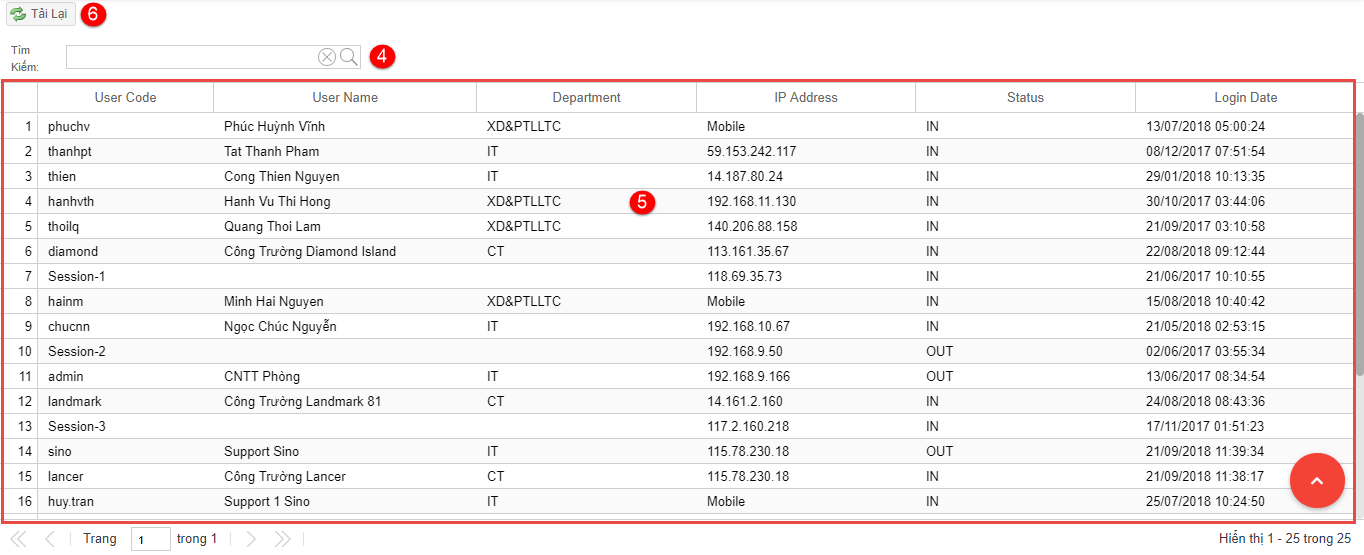 Tải Lại 6
Tìm
Kiếm: 4
User Code User Name Department IP Address Status Login Date
1 phuchv Phúc Huỳnh Vĩnh XD&PTLLTC Mobile IN 13/07/2018 05:00:24
2 thanhpt Tat Thanh Pham IT 59.153.242.117 IN 08/12/2017 07:51:54
3 thien Cong Thien Nguyen IT 14.187.80.24 IN 29/01/2018 10:13:35
4 hanhvth Hanh Vu Thi Hong XD&PTLLTC 5 192.168.11.130 IN 30/10/2017 03:44:06
5 thoilq Quang Thoi Lam XD&PTLLTC 140.206.88.158 IN 21/09/2017 03:10:58
6 diamond Công Trường Diamond Island CT 113.161.35.67 IN 22/08/2018 09:12:44
7 Session-1 118.69.35.73 IN 21/06/2017 10:10:55
8 hainm Minh Hai Nguyen XD&PTLLTC Mobile IN 15/08/2018 10:40:42
9 chucnn Ngọc Chúc Nguyễn IT 192.168.10.67 IN 21/05/2018 02:53:15
10 Session-2 192.168.9.50 OUT 02/06/2017 03:55:34
11 admin CNTT Phòng IT 192.168.9.166 OUT 13/06/2017 08:34:54
12 landmark Công Trường Landmark 81 CT 14.161.2.160 IN 24/08/2018 08:43:36
13 Session-3 117.2.160.218 IN 17/11/2017 01:51:23
14 sino Support Sino IT 115.78.230.18 OUT 21/09/2018 11:39:34
15 lancer Công Trường Lancer CT 115.78.230.18 IN 21/09/2018 11:38:17
16 huy.tran Support 1 Sino IT Mobile IN 25/07/2018 10:24:50
Trang 1 trong 1 Hiển thị 1 - 25 trong 25